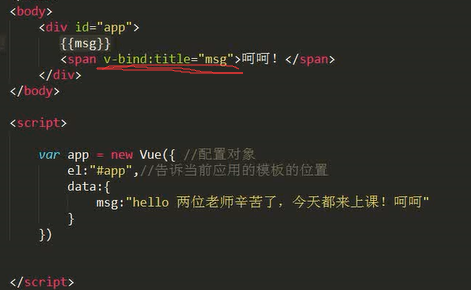 <body>
<div id="app">
{{msg}}
<span v-bind:title="msg">呵呵！</span>
</div>
</body>
<script>
var app = new Vue({ //配置对象
el:"#app",//告诉当前应用的模板的位置
data:{
msg:"hello 两位老师辛苦了，今天都来上课！呵呵"
}
})
</script>